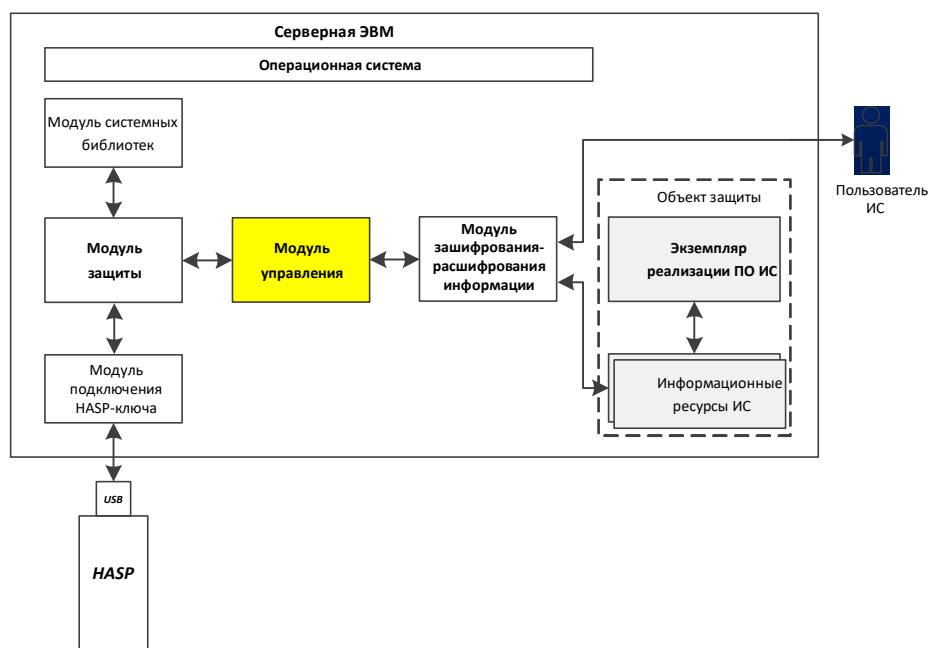 Серверная ЭВМ
Операционная система
Модуль системных
библиотек
Пользователь
ИС
Объект защиты
Модуль
защиты
Модуль
управления
Модуль
зашифрования-
расшифрования
информации
Экземпляр
реализации ПО ИС
Модуль
подключения
HASP-ключа
Информационные
ресурсы ИС
USB
HASP